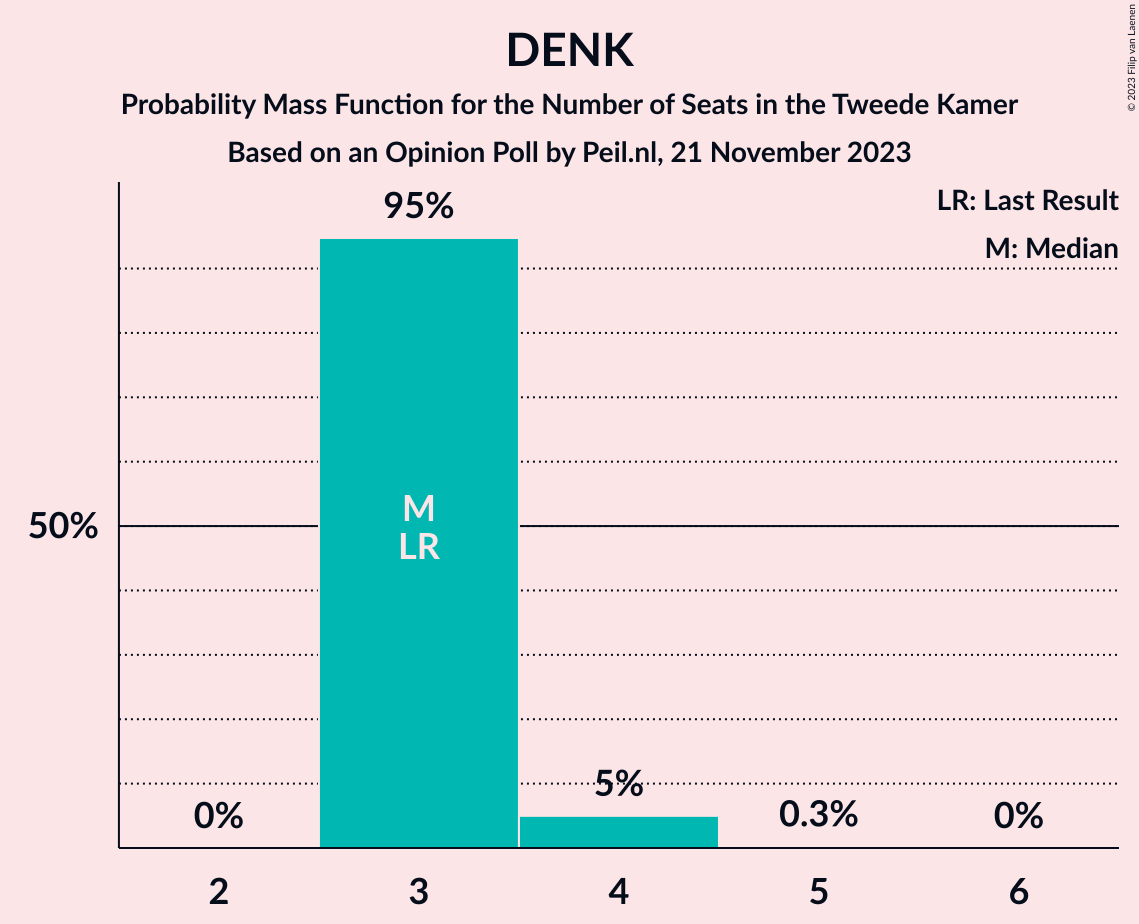 DENK
Probability Mass Function for the Number of Seats in the Tweede Kamer
Based on an Opinion Poll by Peil.nl, 21 November 2023
© 2023 Filip van Laenen
LR: Last Result
M: Median
95%
50%
M
LR
0%
5%
0.3%
0%
2 3 4 5 6